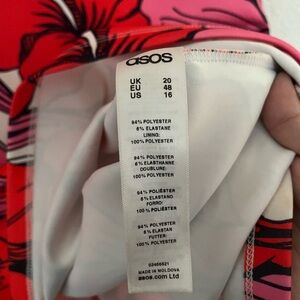 asos
UK 20
EU 48
US 16
94% POLYESTER
6% ELASTANE
LINING:
100% POLYESTER
94% POLYESTER
6% ELASTHANNE
DOUBLURE:
100% POLYESTER
94% POLIÉSTER
6% ELASTANO
FORRO:
100% POLIÉSTER
94% POLYESTER
6% ELASTAN
FUTTER:
100% POLYESTER
MADE IN MOLDOVA
asos.com Ltd